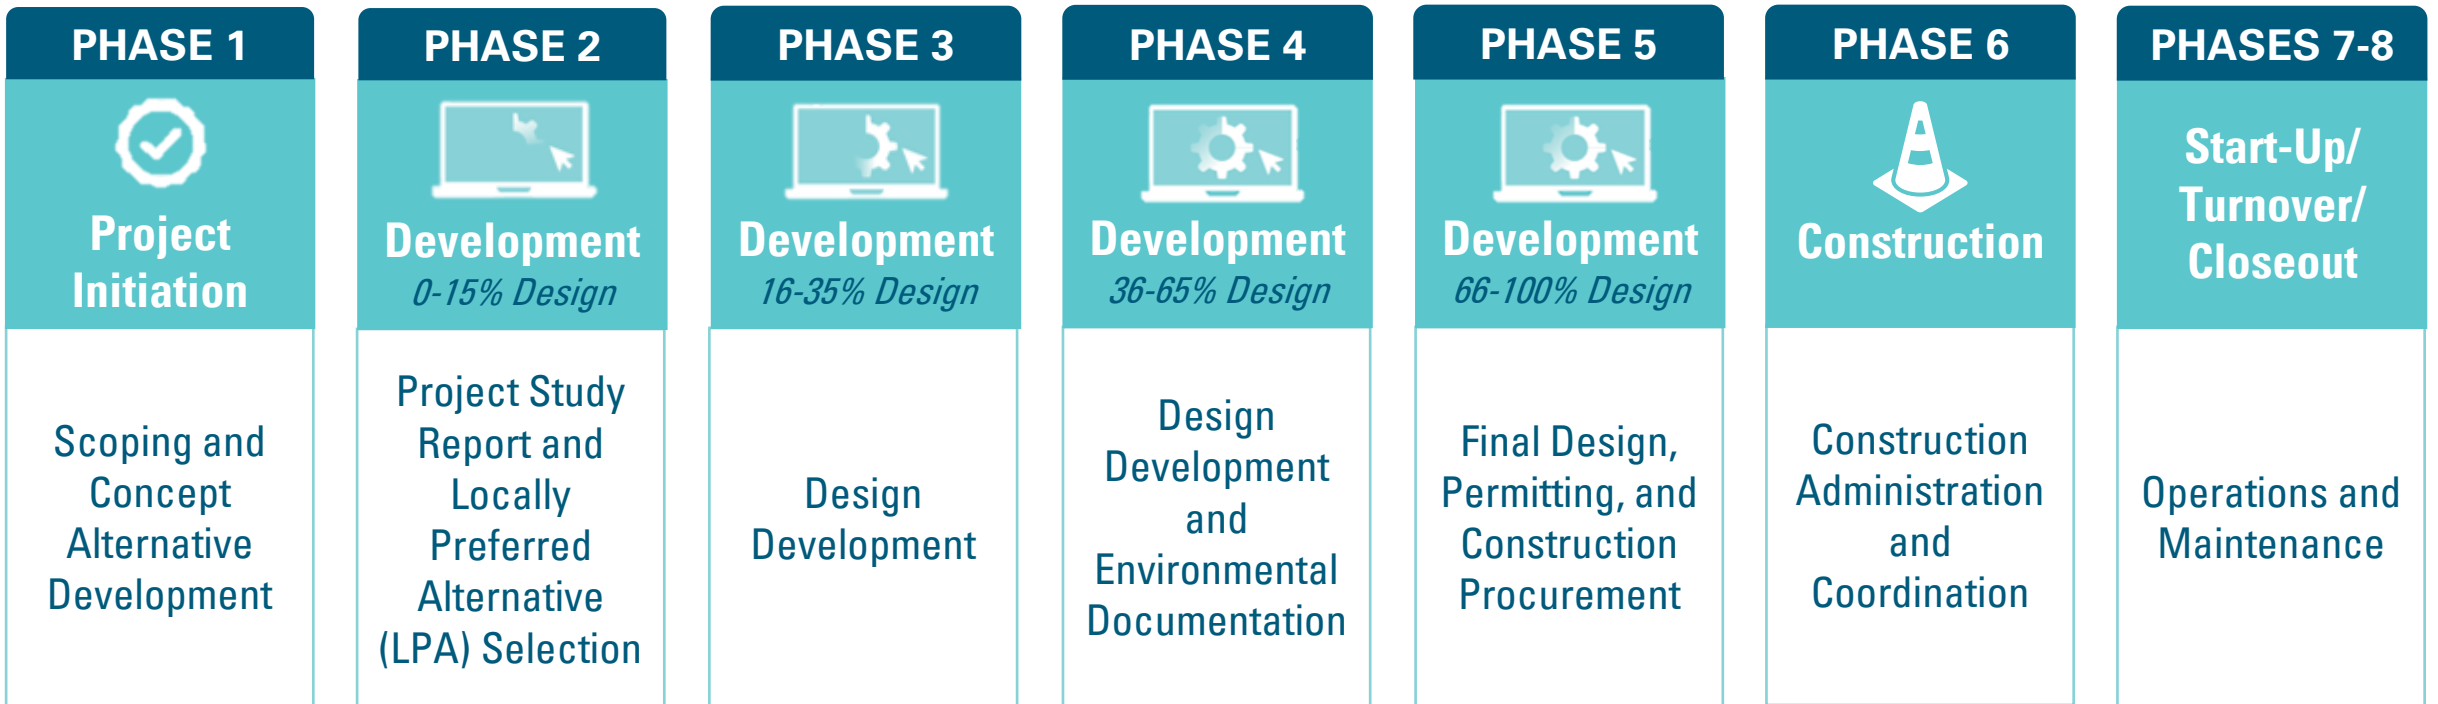 PHASE 1
Project
Initiation
Scoping and
Concept
Alternative
Development
PHASE 2
Development
0-15% Design
Project Study
Report and
Locally
Preferred
Alternative
(LPA) Selection
PHASE 3
Development
16-35% Design
Design
Development
PHASE 4
Development
36-65% Design
Design
Development
and
Environmental
Documentation
PHASE 5
Development
66-100% Design
Final Design,
Permitting, and
Construction
Procurement
PHASE 6
Construction
Construction
Administration
and
Coordination
PHASES 7-8
Start-Up/
Turnover/
Closeout
Operations and
Maintenance